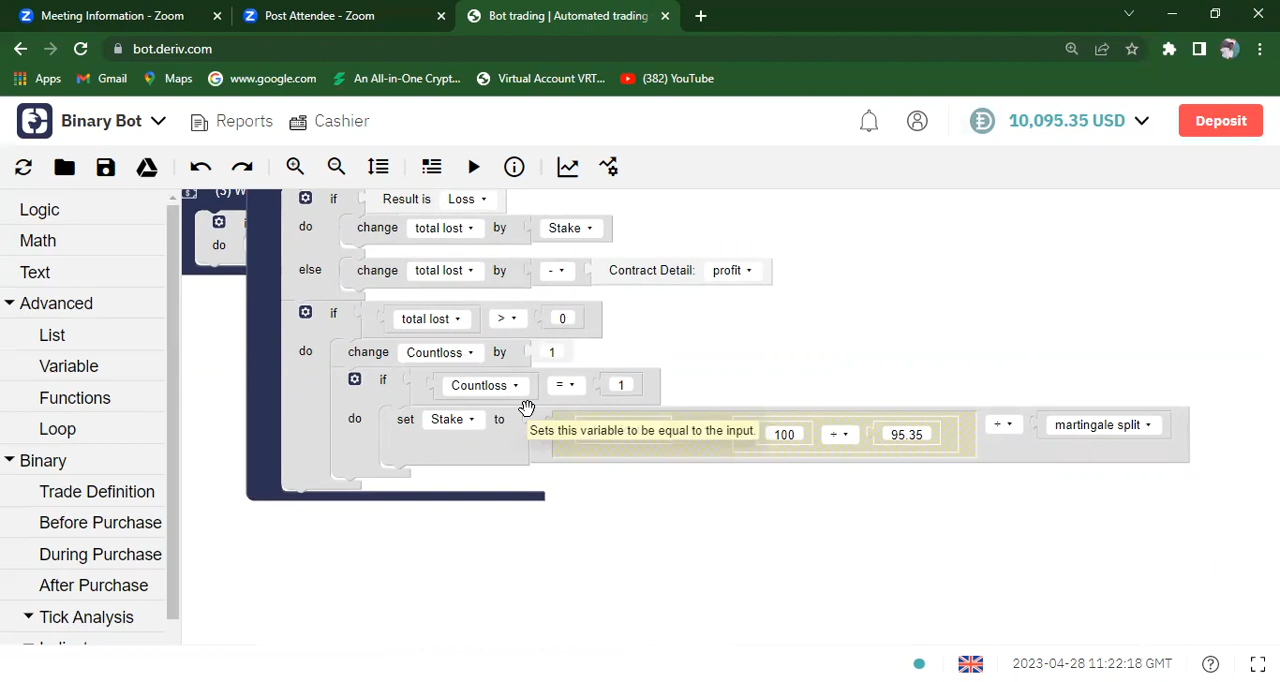 Meeting Information - Zoom
Post Attendee - Zoom
Bot trading | Automated trading
bot.deriv.com
Apps
Gmail
Maps
www.google.com
An All-in-One Crypt...
Virtual Account VRT...
(382) YouTube
Binary Bot
Reports
Cashier
10,095.35 USD
Deposit
Logic
Math
Text
Advanced
List
Variable
Functions
Loop
Binary
Trade Definition
Before Purchase
During Purchase
After Purchase
Tick Analysis
do
if Result is Loss
do change total lost by Stake
else change total lost by - Contract Detail: profit
if total lost > 0
do change Countloss by 1
if Countloss = 1
do set Stake to 100 ÷ 95.35 ÷ martingale split
Sets this variable to be equal to the input.
2023-04-28 11:22:18 GMT